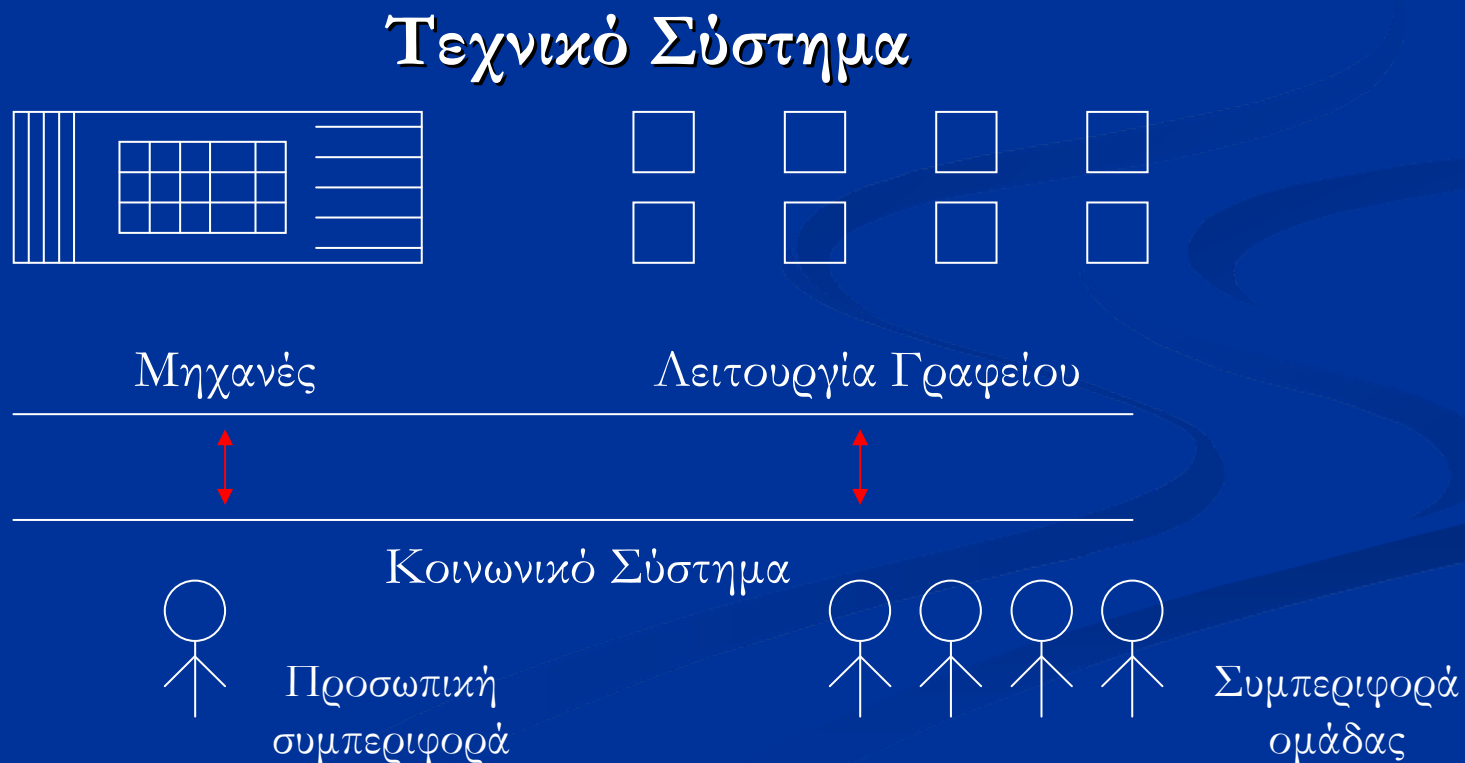 Τεχνικό Σύστημα
Μηχανές
Λειτουργία Γραφείου
Κοινωνικό Σύστημα
Προσωπική
συμπεριφορά
Συμπεριφορά
ομάδας